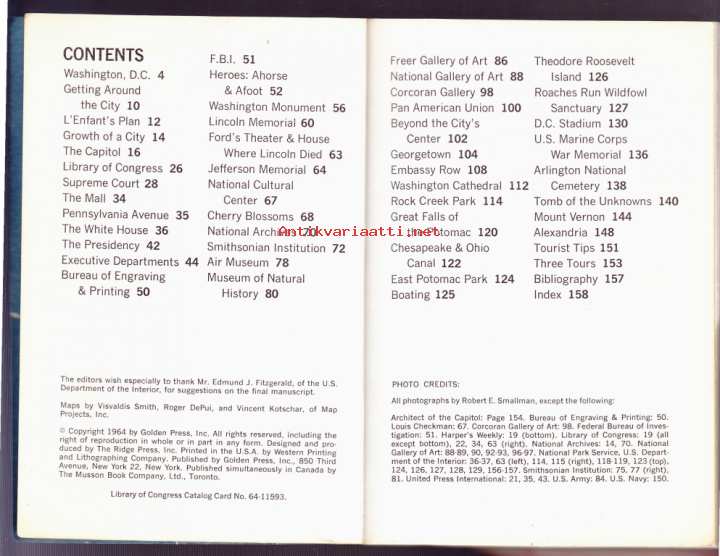 CONTENTS
Washington, D.C. 4
Getting Around
the City 10
L'Enfant's Plan 12
Growth of a City 14
The Capitol 16
Library of Congress 26
Supreme Court 28
The Mall 34
Pennsylvania Avenue 35
The White House 36
The Presidency 42
Executive Departments 44
Bureau of Engraving
& Printing 50
F.B.I. 51
Heroes: Ahorse
& Afoot 52
Washington Monument 56
Lincoln Memorial 60
Ford's Theater & House
Where Lincoln Died 63
Jefferson Memorial 64
National Cultural
Center 67
Cherry Blossoms 68
National Archives 70
Smithsonian Institution 72
Air Museum 78
Museum of Natural
History 80
The editors wish especially to thank Mr. Edmund J. Fitzgerald, of the U.S.
Department of the Interior, for suggestions on the final manuscript.
Maps by Visvaldis Smith, Roger DePui, and Vincent Kotschar, of Map
Projects, Inc.
© Copyright 1964 by Golden Press, Inc. All rights reserved, including the
right of reproduction in whole or in part in any form. Designed and pro-
duced by The Ridge Press, Inc. Printed in the U.S.A. by Western Printing
and Lithographing Company. Published by Golden Press, Inc., 850 Third
Avenue, New York 22, New York. Published simultaneously in Canada by
The Musson Book Company, Ltd., Toronto.
Library of Congress Catalog Card No. 64-11593.
Freer Gallery of Art 86
National Gallery of Art 88
Corcoran Gallery 98
Pan American Union 100
Beyond the City's
Center 102
Georgetown 104
Embassy Row 108
Washington Cathedral 112
Rock Creek Park 114
Great Falls of
the Potomac 120
Chesapeake & Ohio
Canal 122
East Potomac Park 124
Boating 125
Theodore Roosevelt
Island 126
Roaches Run Wildfowl
Sanctuary 127
D.C. Stadium 130
U.S. Marine Corps
War Memorial 136
Arlington National
Cemetery 138
Tomb of the Unknowns 140
Mount Vernon 144
Alexandria 148
Tourist Tips 151
Three Tours 153
Bibliography 157
Index 158
PHOTO CREDITS:
All photographs by Robert E. Smallman, except the following:
Architect of the Capitol: Page 154. Bureau of Engraving & Printing: 50.
Louis Checkman: 67. Corcoran Gallery of Art: 98. Federal Bureau of Inves-
tigation: 51. Harper's Weekly: 19 (bottom). Library of Congress: 19 (all
except bottom), 22, 34, 63 (right). National Archives: 14, 70. National
Gallery of Art: 88-89, 90, 92-93, 96-97. National Park Service, U.S. Depart-
ment of the Interior: 36-37, 63 (left), 114, 115 (right), 118-119, 123 (top),
124, 126, 127, 128, 129, 156-157. Smithsonian Institution: 75, 77 (right),
81. United Press International: 21, 35, 43. U.S. Army: 84. U.S. Navy: 150.
Antikvariaatti.net